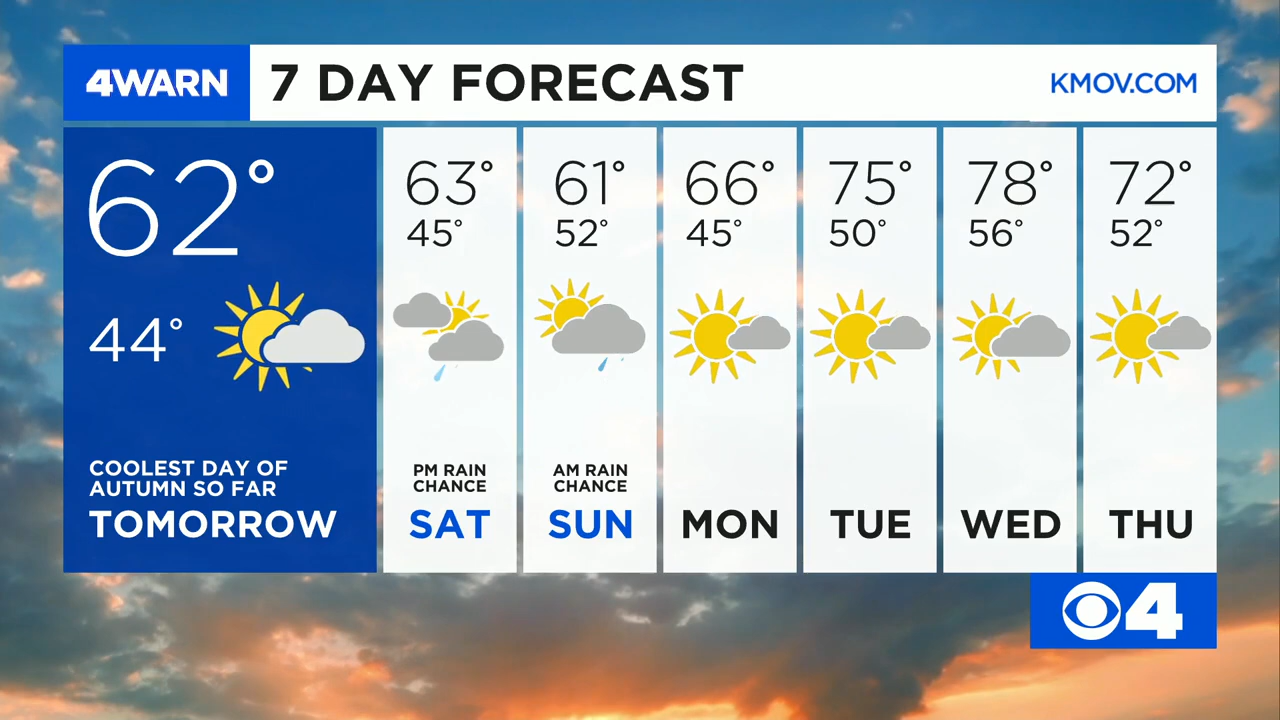 4WARN
7 DAY FORECAST
KMOV.COM
62°
44°
COOLEST DAY OF
AUTUMN SO FAR
TOMORROW
63°
45°
PM RAIN
CHANCE
SAT
61°
52°
AM RAIN
CHANCE
SUN
66°
45°
MON
75°
50°
TUE
78°
56°
WED
72°
52°
THU
4